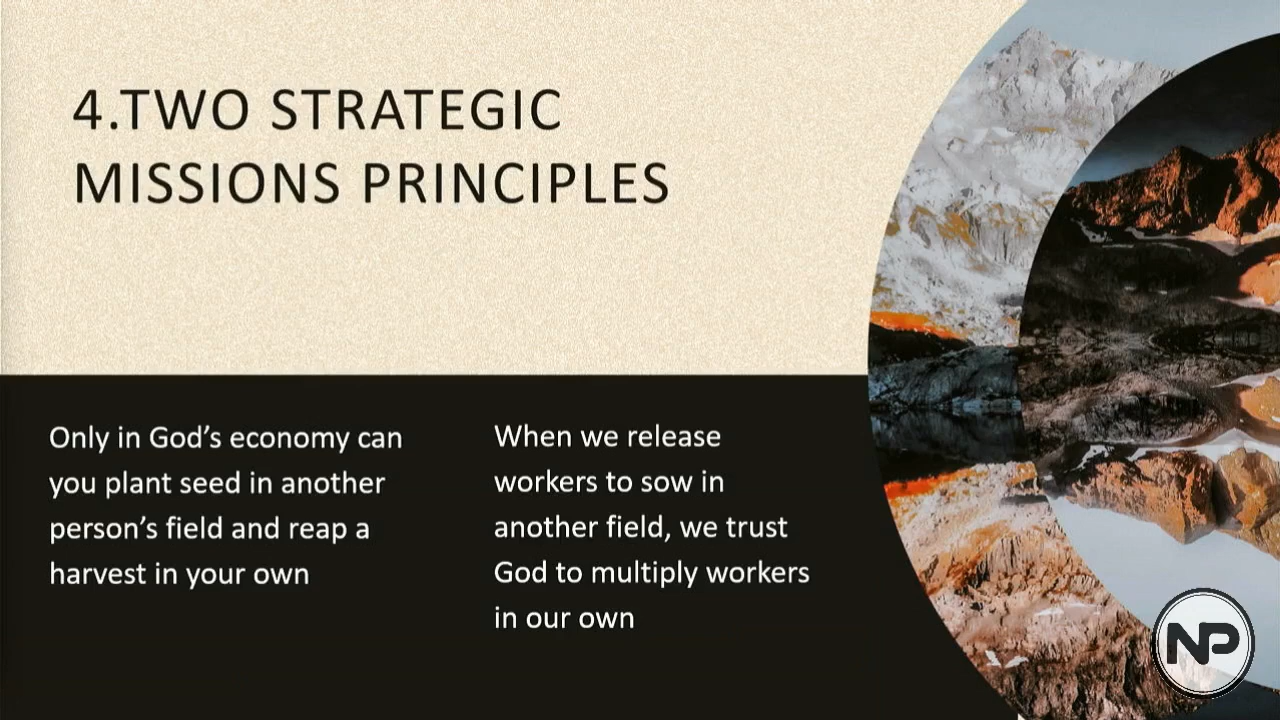 4.TWO STRATEGIC
MISSIONS PRINCIPLES
Only in God’s economy can
you plant seed in another
person’s field and reap a
harvest in your own
When we release
workers to sow in
another field, we trust
God to multiply workers
in our own
NP